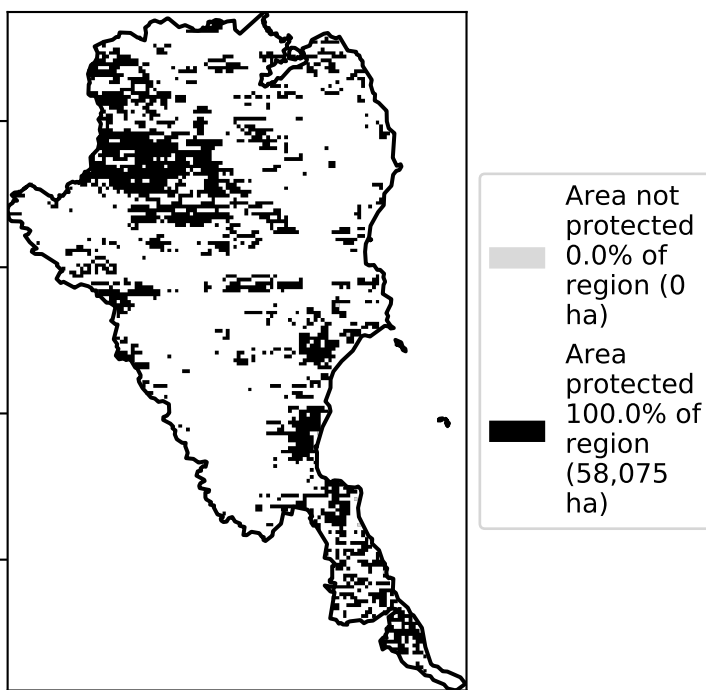 Area not
protected
0.0% of
region (0
ha)
Area
protected
100.0% of
region
(58,075
ha)